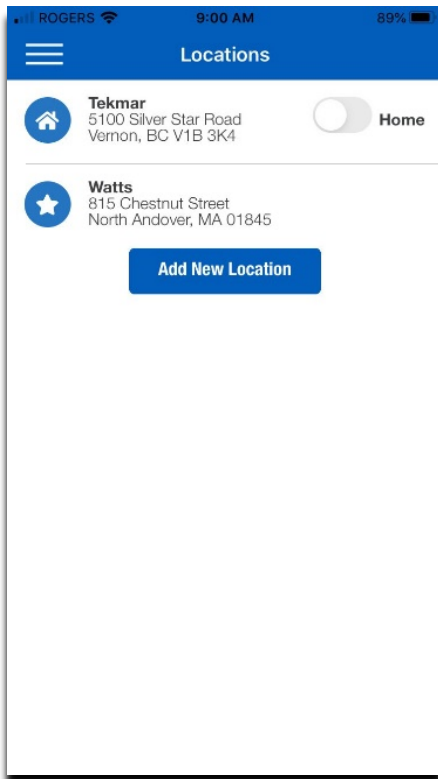 ROGERS 9:00 AM 89%
Locations
Tekmar
5100 Silver Star Road
Vernon, BC V1B 3K4
Home
Watts
815 Chestnut Street
North Andover, MA 01845
Add New Location